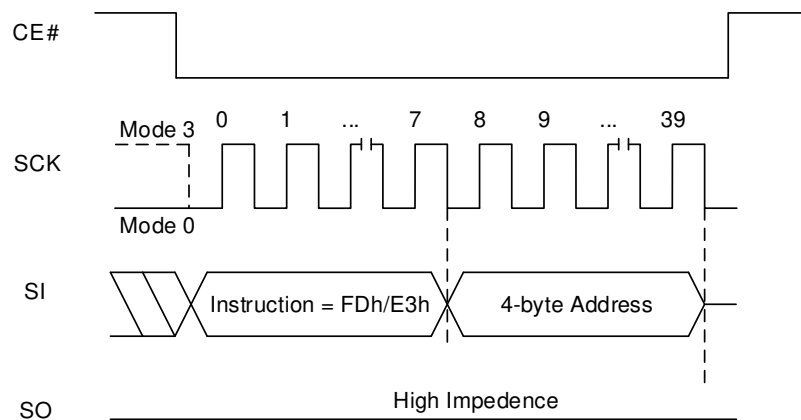 CE#
0 1 ... 7 8 9 ... 39
Mode 3
SCK
Mode 0
SI
Instruction = FDh/E3h
4-byte Address
High Impedence
SO